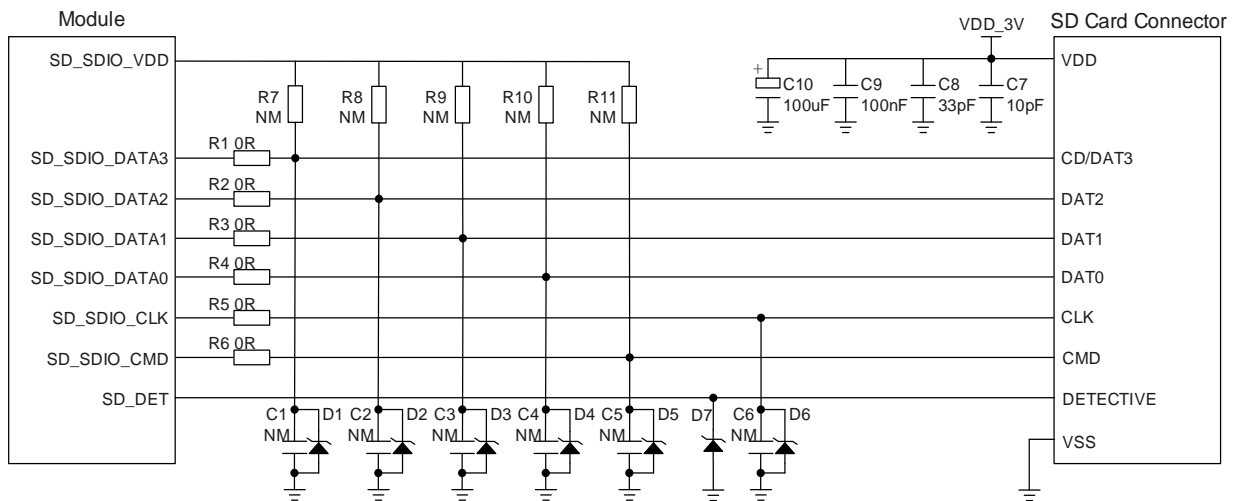 Module
SD Card Connector
VDD_3V
SD_SDIO_VDD
VDD
+
C10
C9
C8
C7
100uF
100nF
33pF
10pF
R7
R8
R9
R10
R11
NM
NM
NM
NM
NM
R1 0R
SD_SDIO_DATA3
CD/DAT3
R2 0R
SD_SDIO_DATA2
DAT2
R3 0R
SD_SDIO_DATA1
DAT1
R4 0R
SD_SDIO_DATA0
DAT0
R5 0R
SD_SDIO_CLK
CLK
R6 0R
SD_SDIO_CMD
CMD
SD_DET
DETECTIVE
C1
D1
C2
D2
C3
D3
C4
D4
C5
D5
D7
C6
D6
NM
NM
NM
NM
NM
NM
VSS